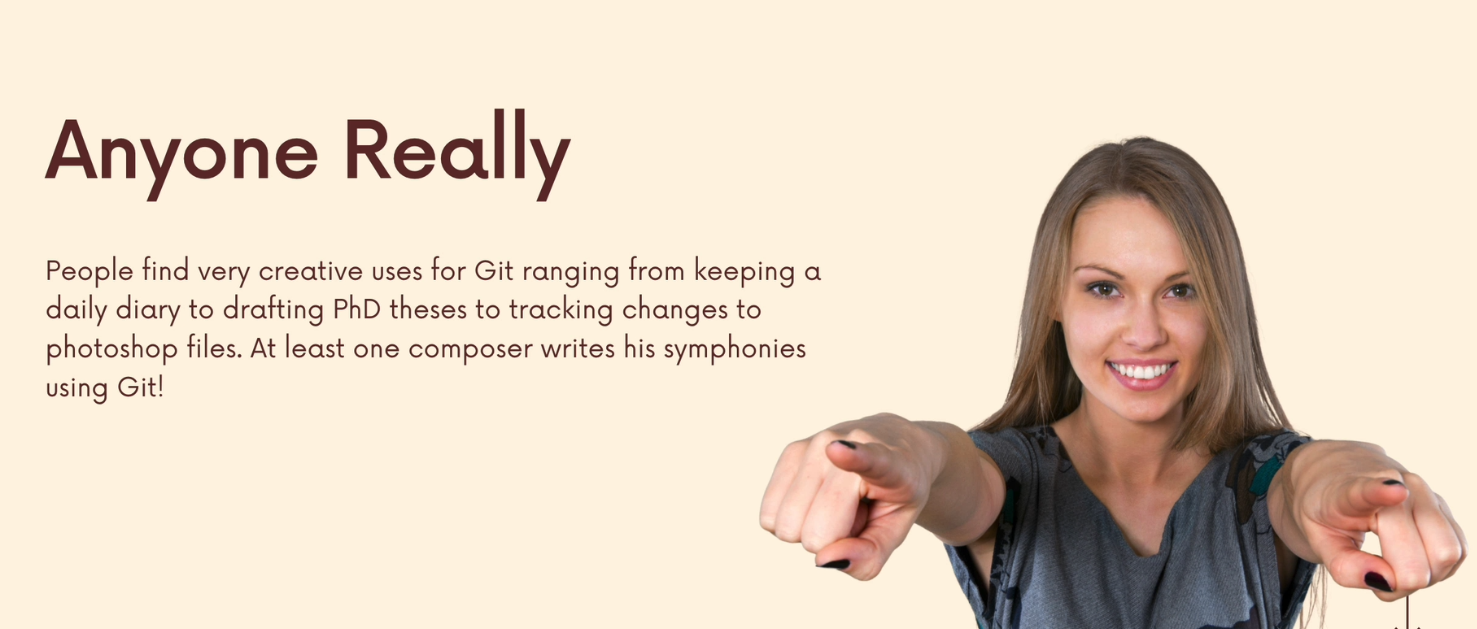 Anyone Really
People find very creative uses for Git ranging from keeping a
daily diary to drafting PhD theses to tracking changes to
photoshop files. At least one composer writes his symphonies
using Git!